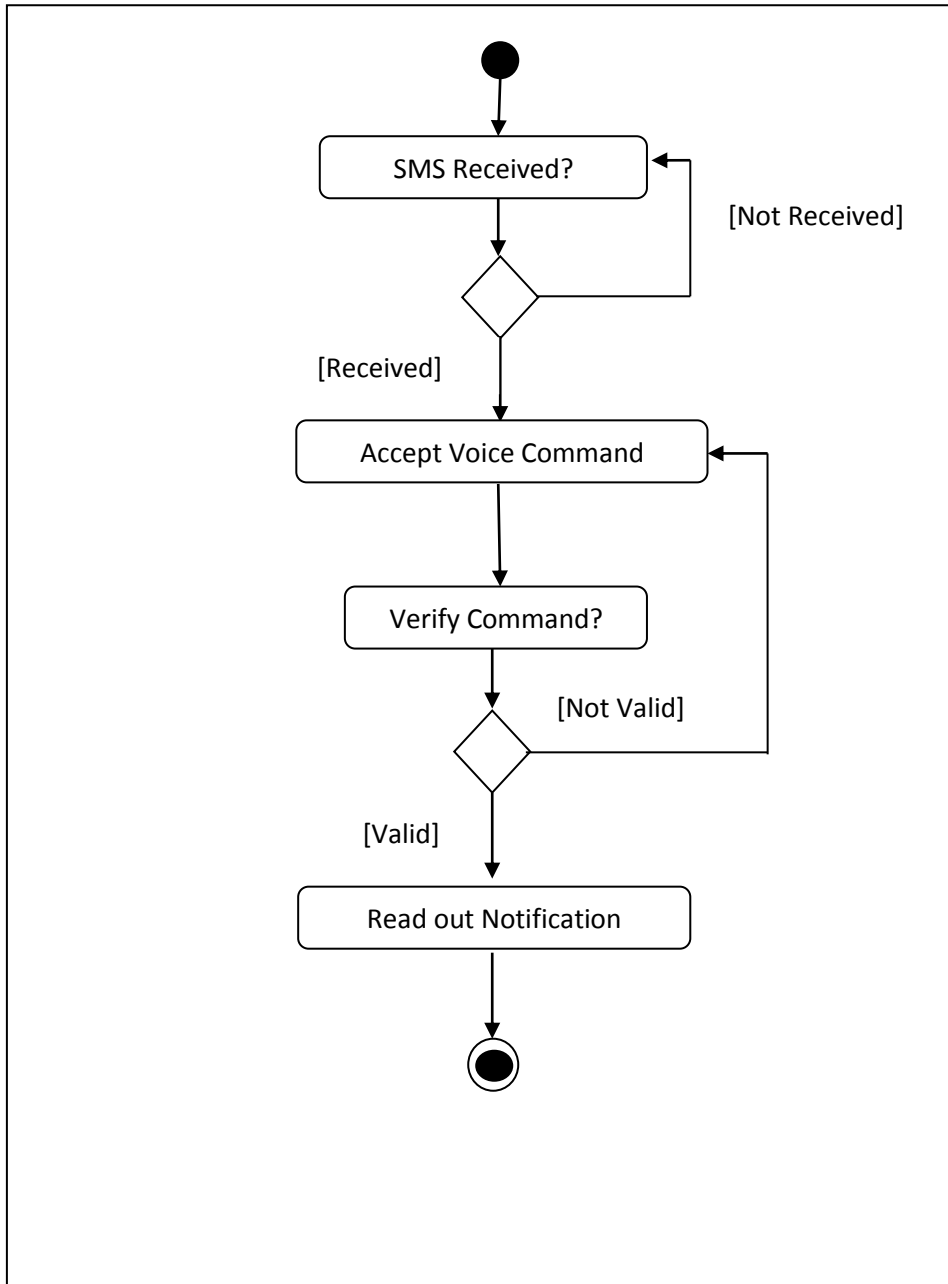 SMS Received?
[Not Received]
[Received]
Accept Voice Command
Verify Command?
[Not Valid]
[Valid]
Read out Notification